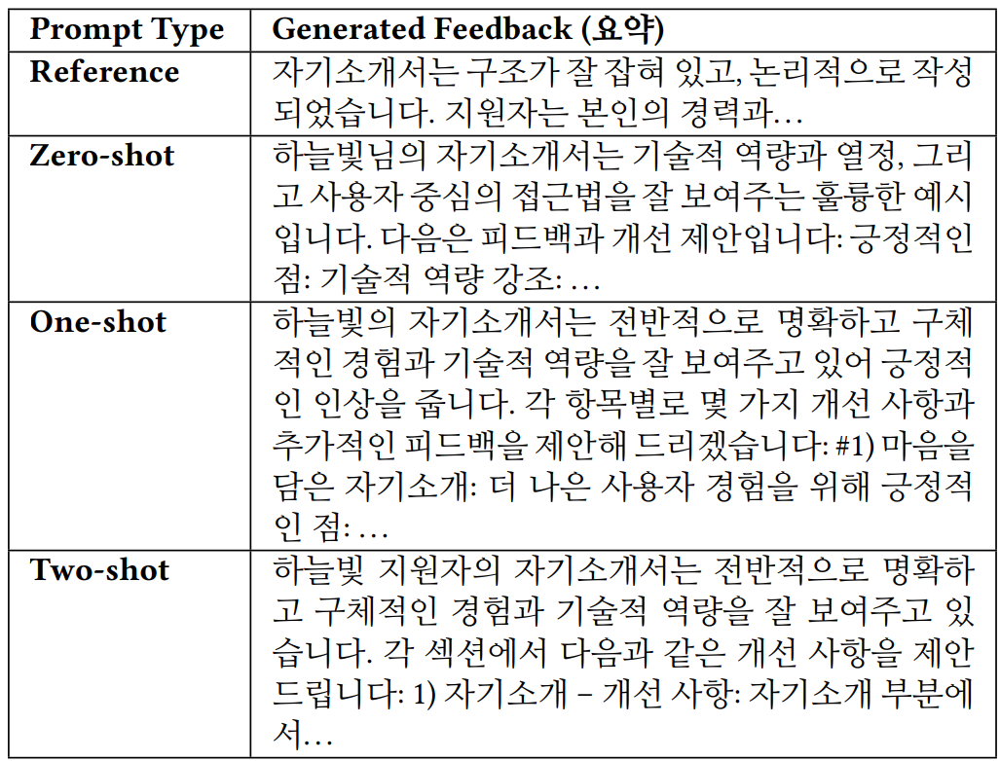 Prompt Type Generated Feedback (요약)
Reference 자기소개서는 구조가 잘 잡혀 있고, 논리적으로 작성
되었습니다. 지원자는 본인의 경력과…
Zero-shot 하늘빛님의 자기소개서는 기술적 역량과 열정, 그리
고 사용자 중심의 접근법을 잘 보여주는 훌륭한 예시
입니다. 다음은 피드백과 개선 제안입니다: 긍정적인
점: 기술적 역량 강조: …
One-shot 하늘빛의 자기소개서는 전반적으로 명확하고 구체
적인 경험과 기술적 역량을 잘 보여주고 있어 긍정적
인 인상을 줍니다. 각 항목별로 몇 가지 개선 사항과
추가적인 피드백을 제안해 드리겠습니다: #1) 마음을
담은 자기소개: 더 나은 사용자 경험을 위해 긍정적
인 점: …
Two-shot 하늘빛 지원자의 자기소개서는 전반적으로 명확하
고 구체적인 경험과 기술적 역량을 잘 보여주고 있
습니다. 각 섹션에서 다음과 같은 개선 사항을 제안
드립니다: 1) 자기소개 – 개선 사항: 자기소개 부분에
서…